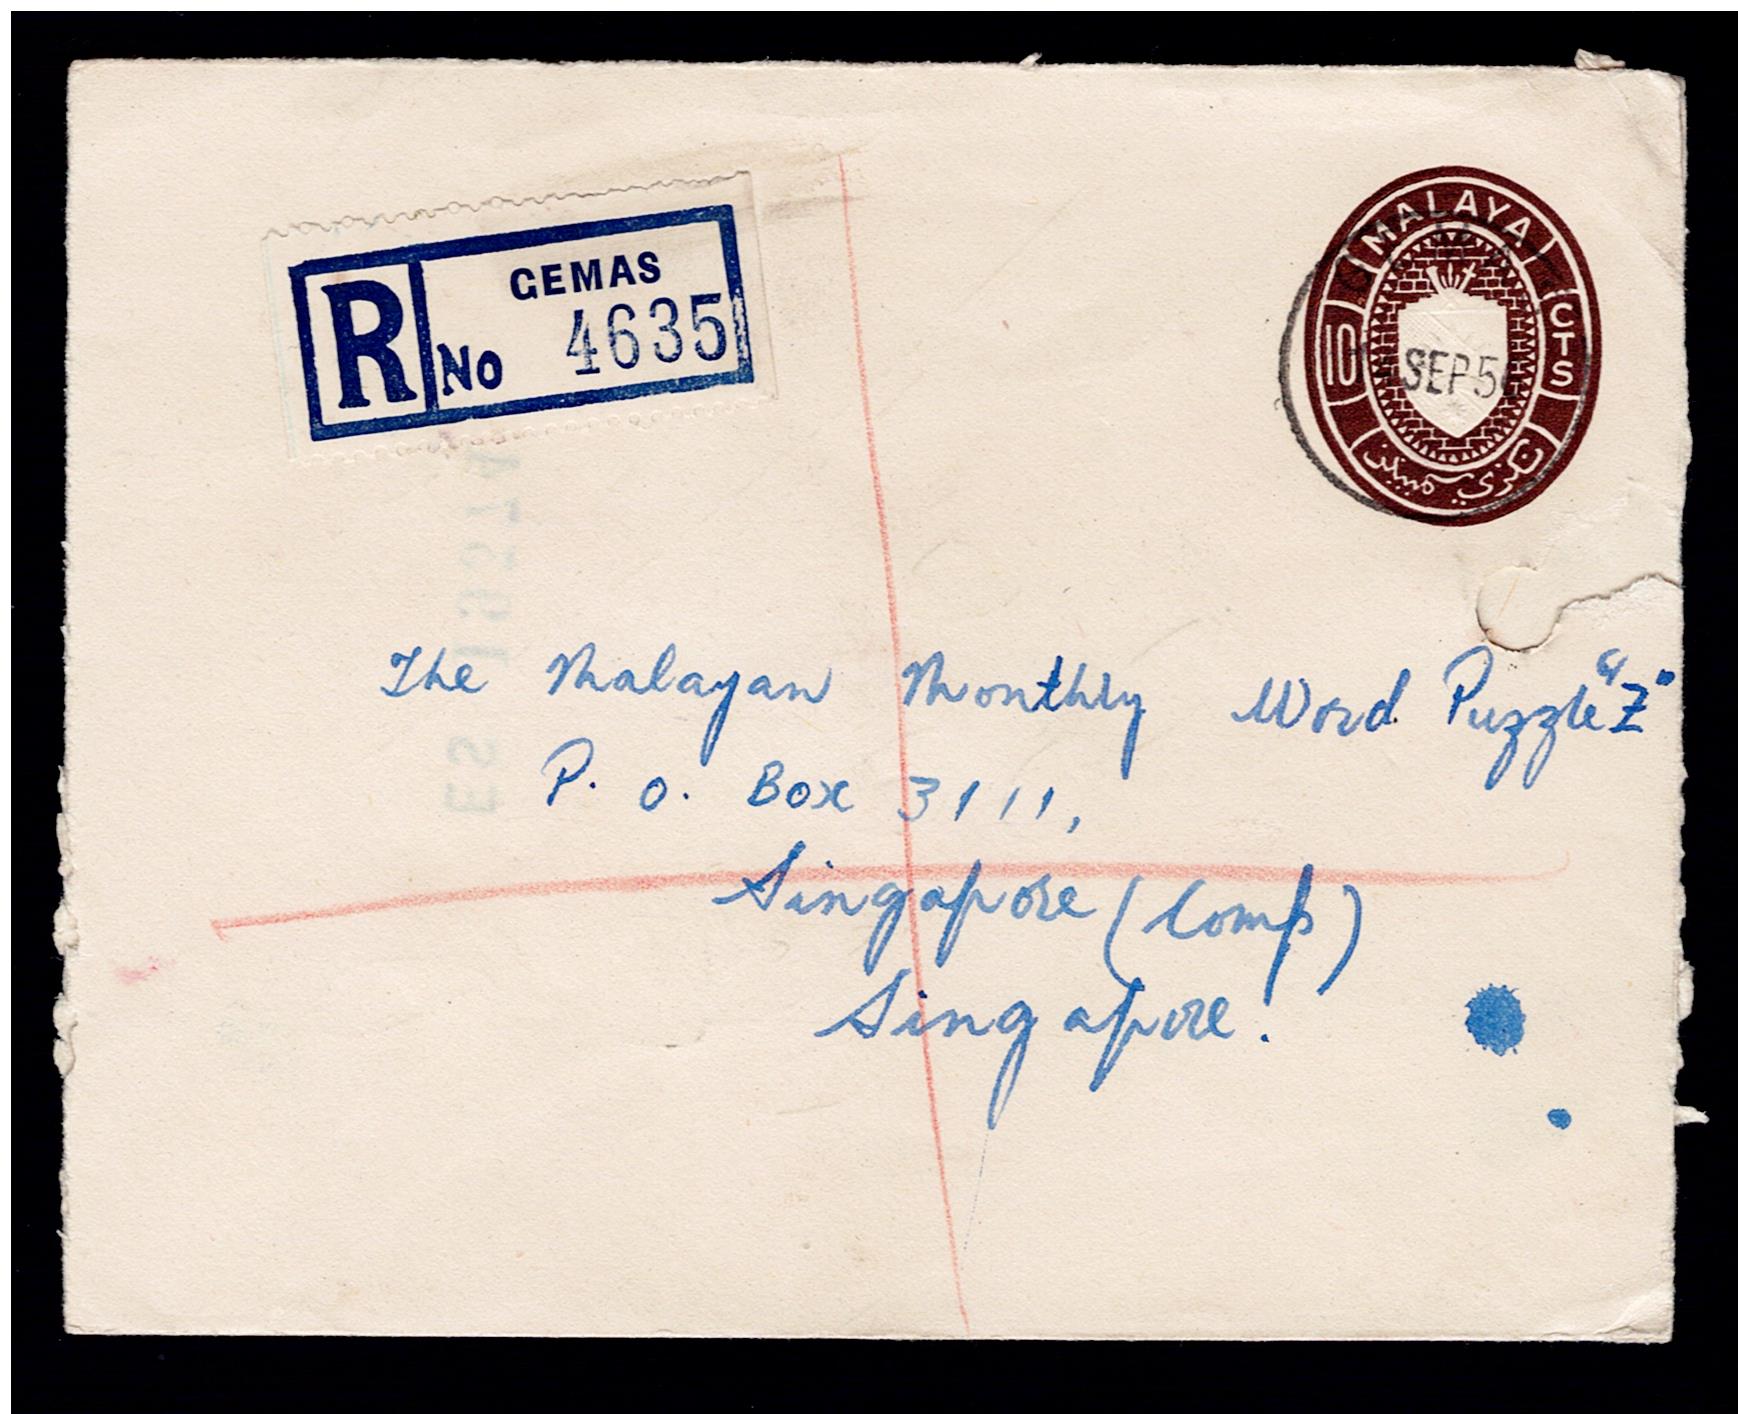 R No GEMAS
4635
MALAYA
10 CTS
SEP 5
The Malayan Monthly Word Puzzle "Z"
P. O. Box 3111,
Singapore (Comp)
Singapore.